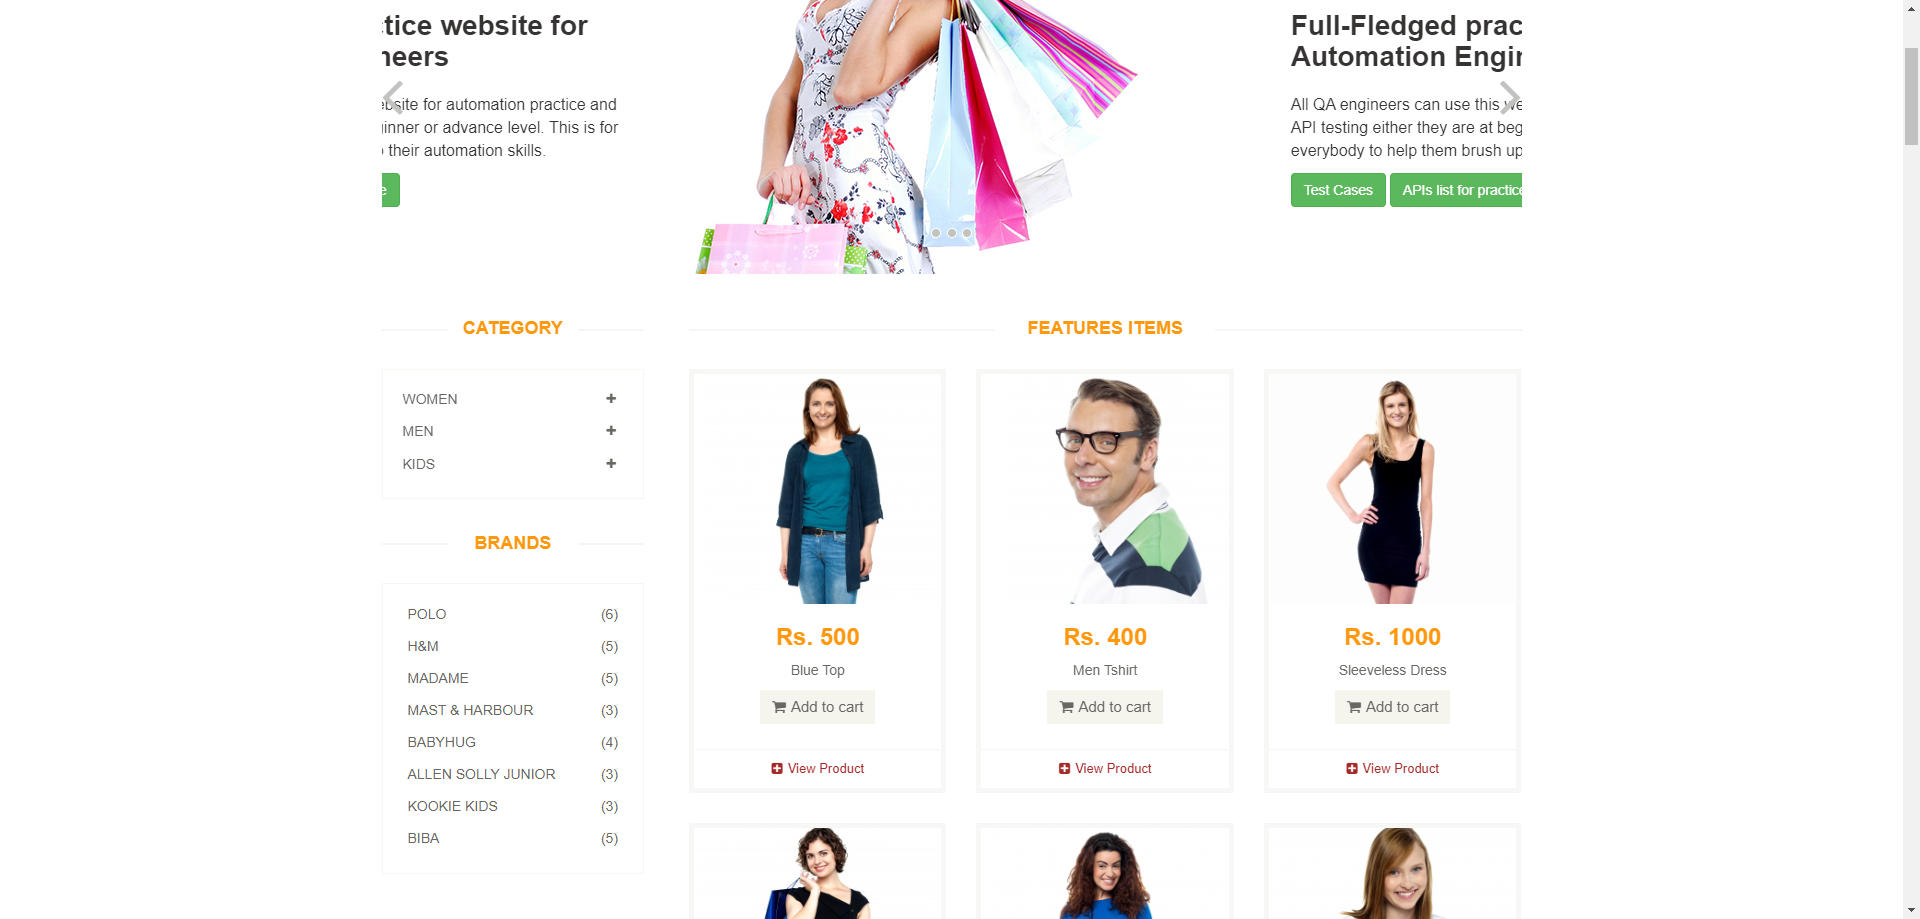 tice website for
neers
ebsite for automation practice and
inner or advance level. This is for
their automation skills.
e
Full-Fledged prac
Automation Engin
All QA engineers can use this we
API testing either they are at beg
everybody to help them brush up
Test Cases
APIs list for practice
CATEGORY
WOMEN
MEN
KIDS
BRANDS
POLO (6)
H&M (5)
MADAME (5)
MAST & HARBOUR (3)
BABYHUG (4)
ALLEN SOLLY JUNIOR (3)
KOOKIE KIDS (3)
BIBA (5)
FEATURES ITEMS
Rs. 500
Blue Top
Add to cart
View Product
Rs. 400
Men Tshirt
Add to cart
View Product
Rs. 1000
Sleeveless Dress
Add to cart
View Product